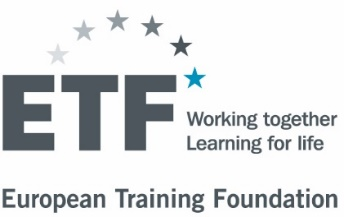 ETF
Working together
Learning for life
European Training Foundation